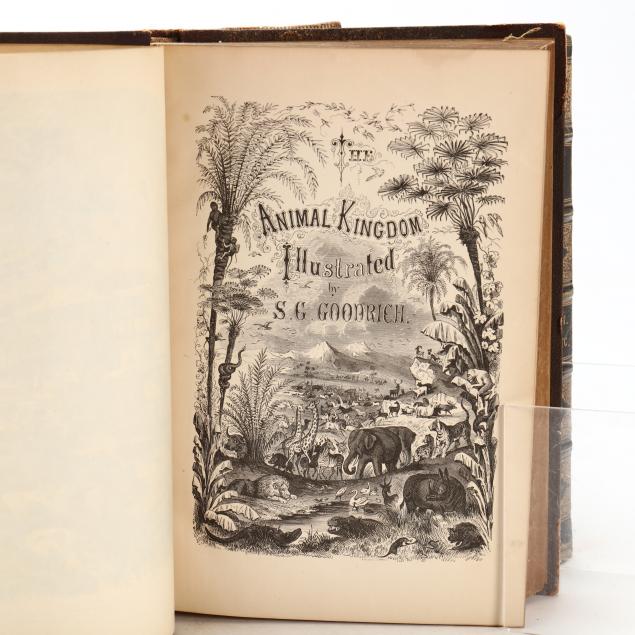 THE
ANIMAL KINGDOM
Illustrated
by
S. G. GOODRICH.